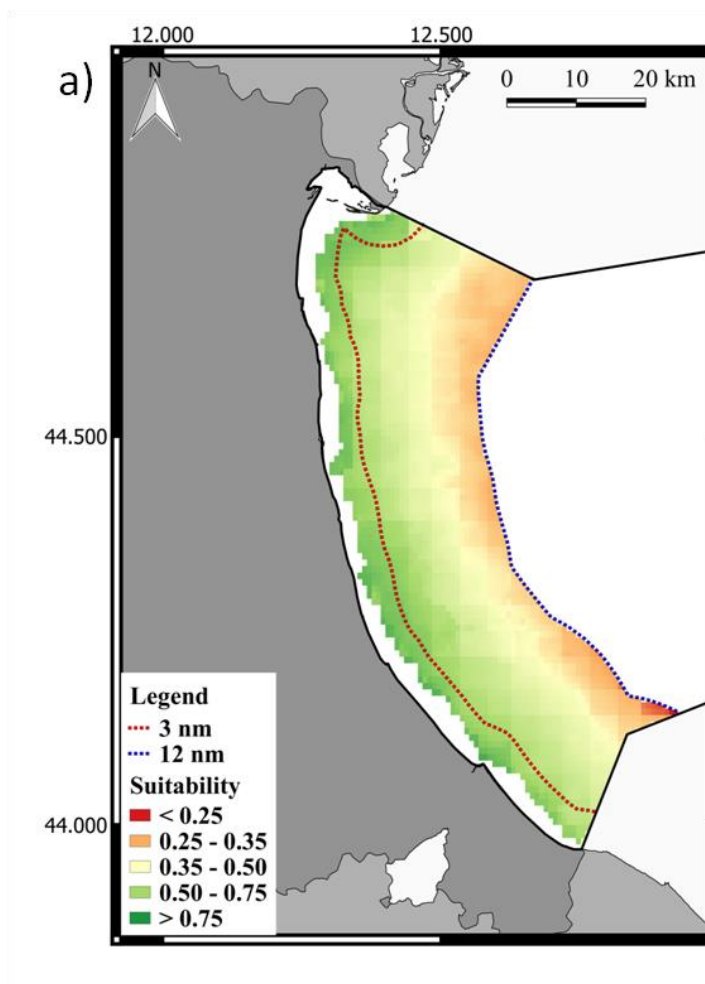 12.000 12.500
a)
N
0 10 20 km
44.500
44.000
Legend
3 nm
12 nm
Suitability
< 0.25
0.25 - 0.35
0.35 - 0.50
0.50 - 0.75
> 0.75